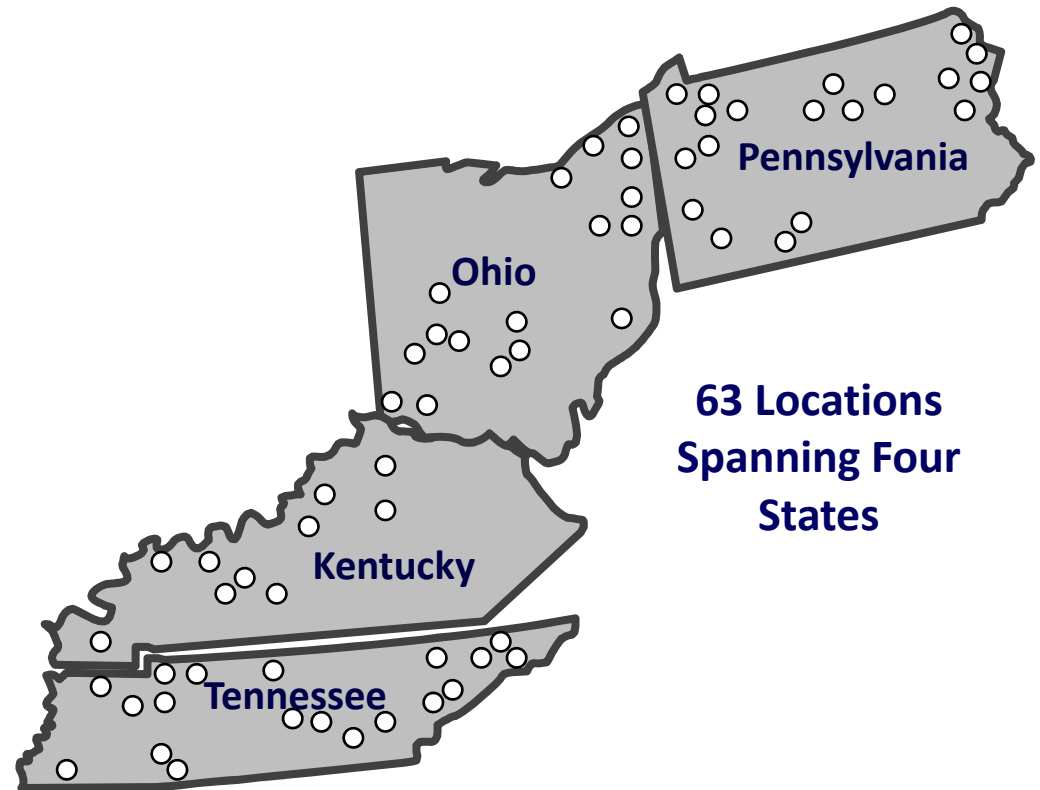 Pennsylvania
Ohio
63 Locations
Spanning Four
States
Kentucky
Tennessee